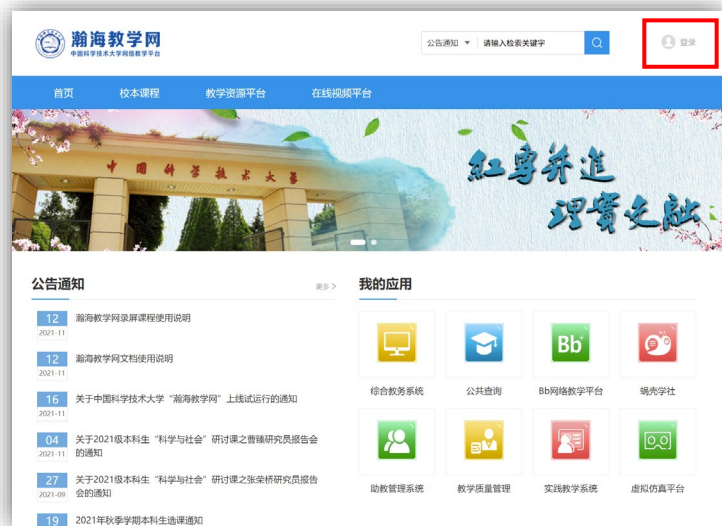 瀚海教学网
中国科学技术大学网络教学平台
公告通知 请输入检索关键字
登录
首页 校本课程 教学资源平台 在线视频平台
中国科学技术大学
红专并进
理实交融
公告通知 更多 >
12 2021-11 瀚海教学网录屏课程使用说明
12 2021-11 瀚海教学网文档使用说明
16 2021-11 关于中国科学技术大学“瀚海教学网”上线试运行的通知
04 2021-11 关于2021级本科生“科学与社会”研讨课之曹臻研究员报告会
的通知
27 2021-09 关于2021级本科生“科学与社会”研讨课之张荣桥研究员报告
会的通知
19 2021年秋季学期本科生选课通知
我的应用
Bb+
综合教务系统 公共查询 Bb网络教学平台 蜗壳学社
助教管理系统 教学质量管理 实践教学系统 虚拟仿真平台